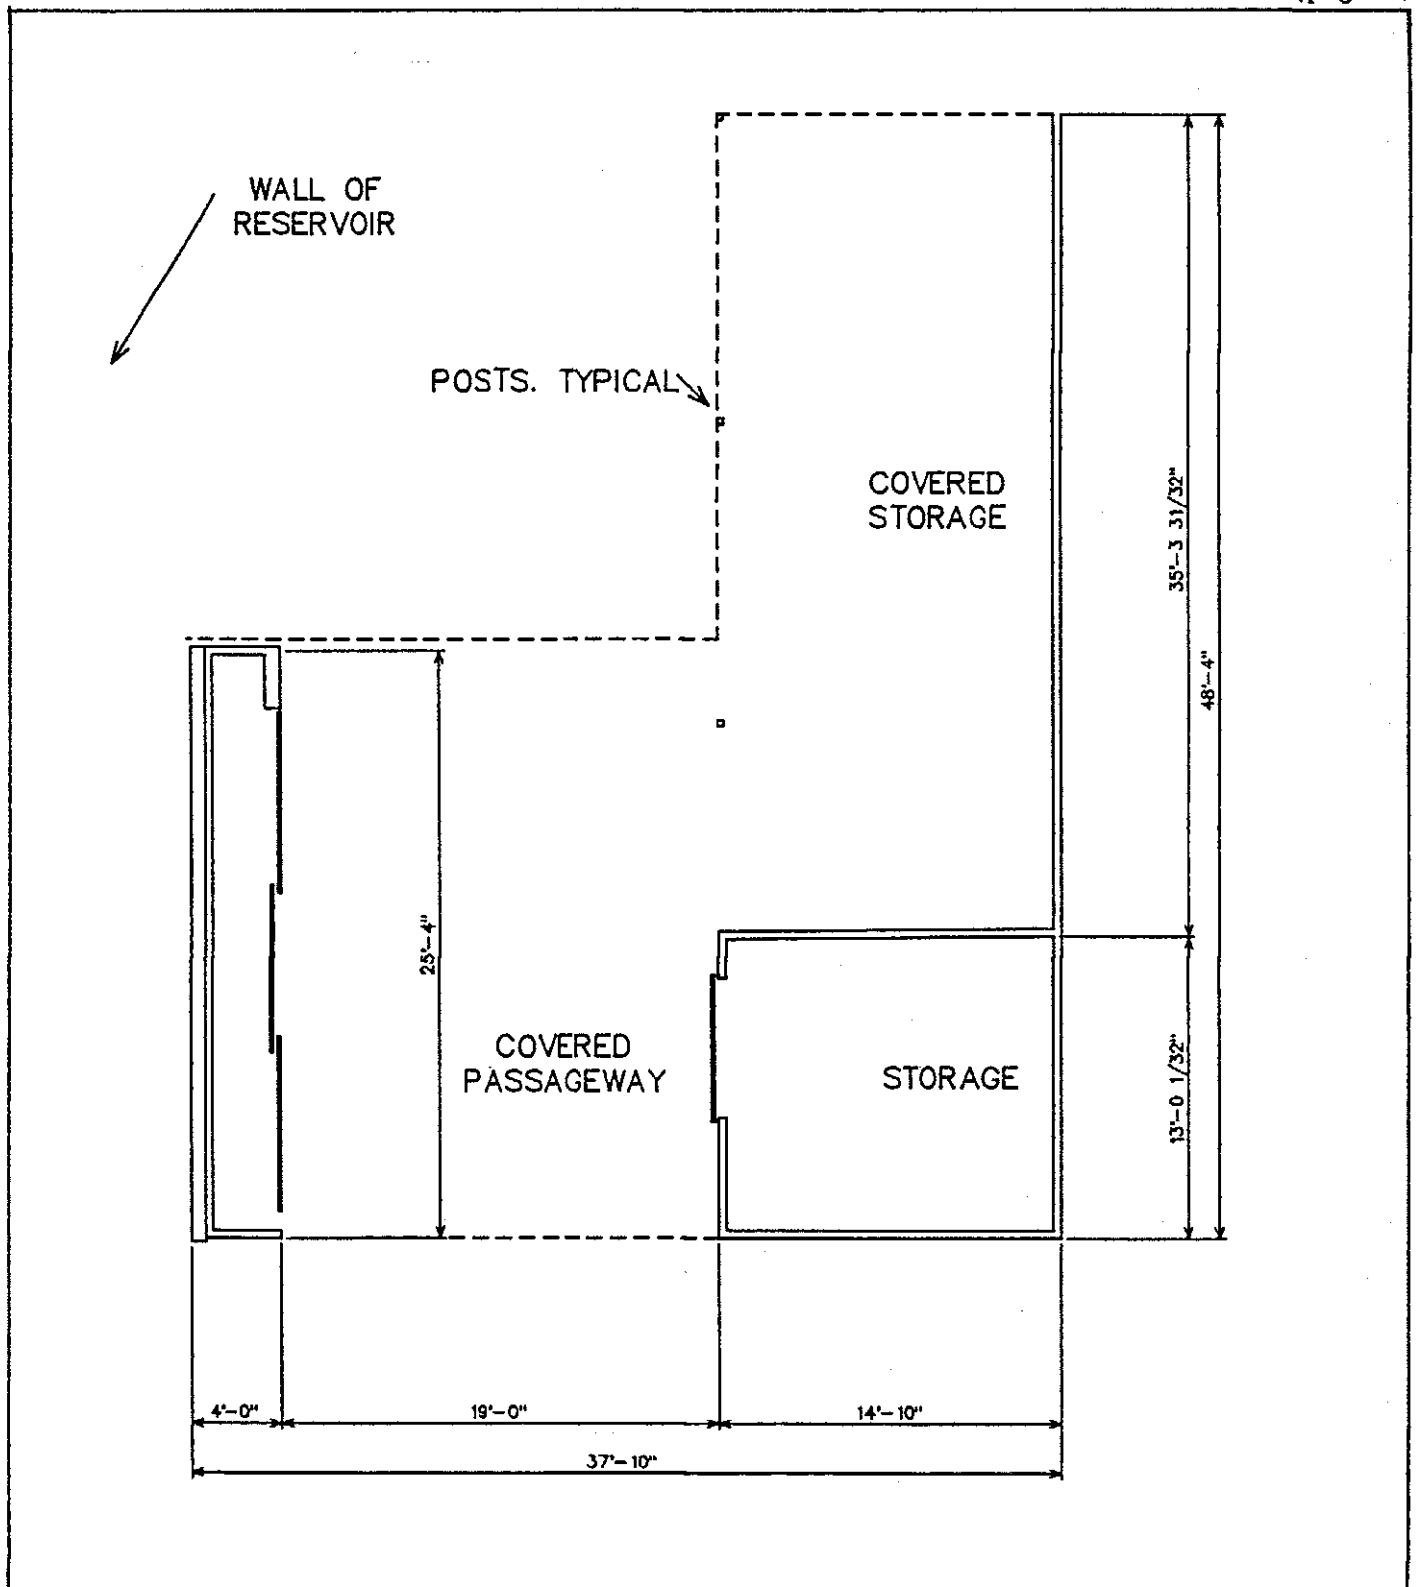 WALL OF
RESERVOIR
POSTS. TYPICAL
COVERED
STORAGE
35'-3 31/32"
48'-4"
25'-4"
COVERED
PASSAGEWAY
STORAGE
13'-0 1/32"
4'-0"
19'-0"
14'-10"
37'-10"